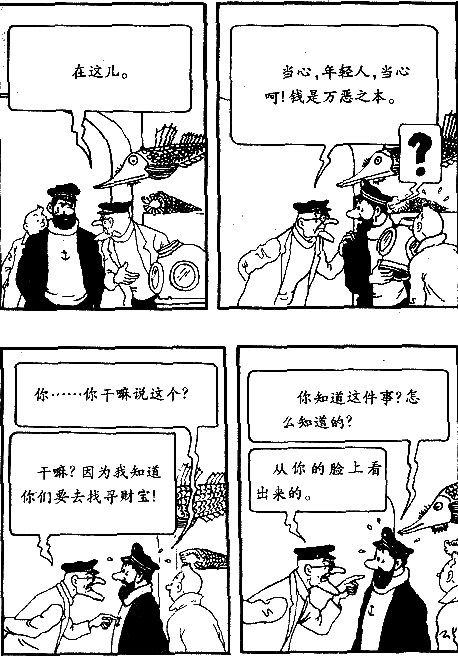 在这儿。
当心,年轻人,当心
呵!钱是万恶之本。
?
你……你干嘛说这个?
干嘛?因为我知道
你们要去找寻财宝!
你知道这件事?怎
么知道的?
从你的脸上看
出来的。